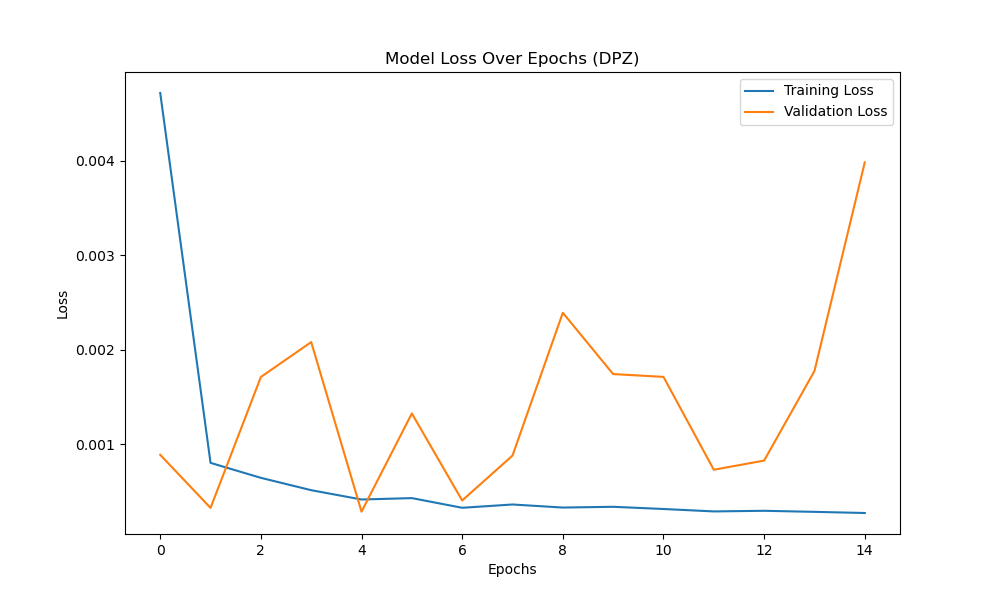 Model Loss Over Epochs (DPZ)
Training Loss
Validation Loss
0.004
0.003
0.002
0.001
Loss
0 2 4 6 8 10 12 14
Epochs